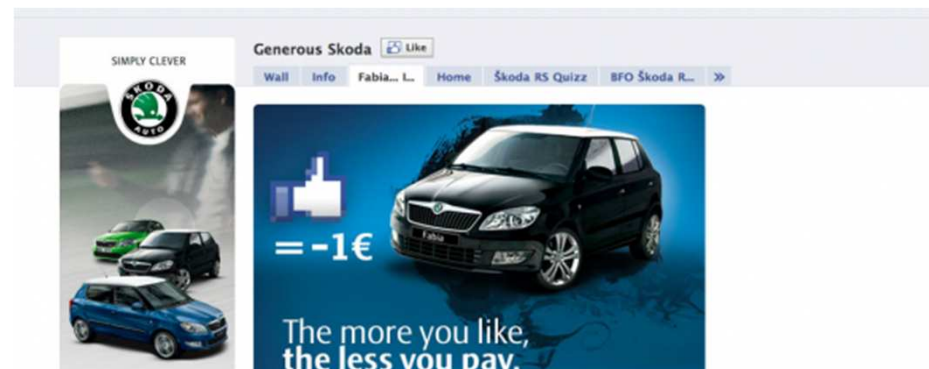 SIMPLY CLEVER
ŠKODA
AUTO
Generous Skoda Like
Wall Info Fabia... I... Home Škoda RS Quizz BFO Škoda R... »
= -1€
Fabia
The more you like,
the less you pay.